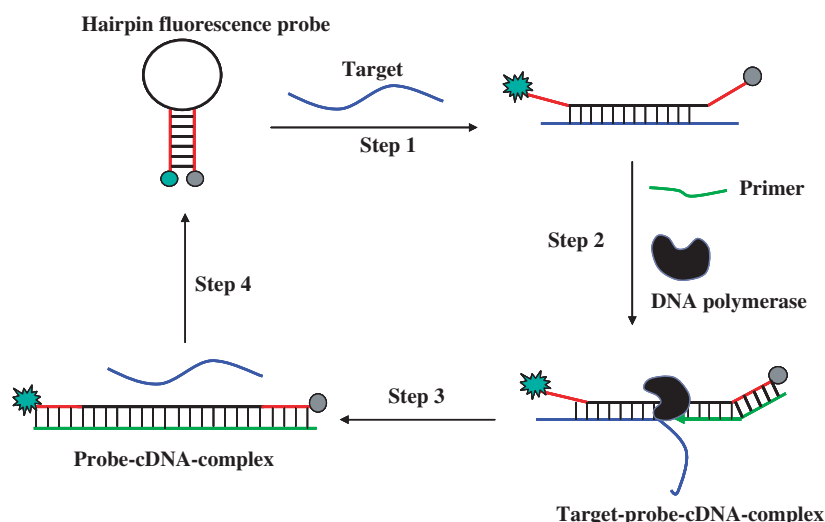 Hairpin fluorescence probe
Target
Step 1
Primer
Step 2
DNA polymerase
Step 4
Step 3
Probe-cDNA-complex
Target-probe-cDNA-complex